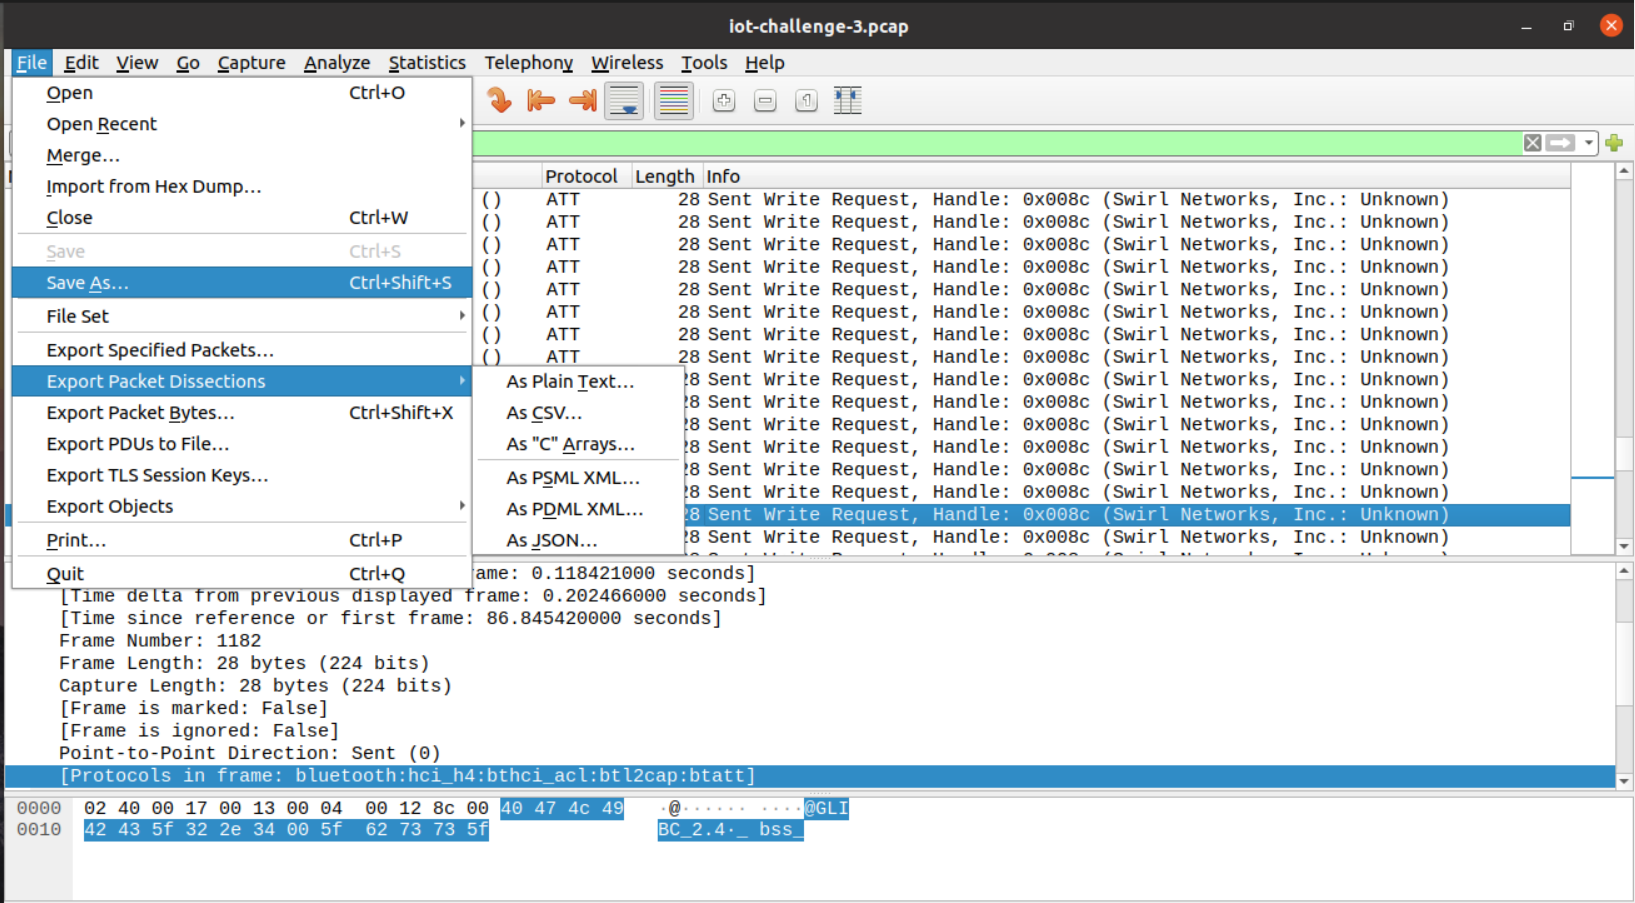 iot-challenge-3.pcap
File Edit View Go Capture Analyze Statistics Telephony Wireless Tools Help
Open Ctrl+O
Open Recent
Merge...
Import from Hex Dump...
Close Ctrl+W
Save Ctrl+S
Save As... Ctrl+Shift+S
File Set
Export Specified Packets...
Export Packet Dissections
Export Packet Bytes... Ctrl+Shift+X
Export PDUs to File...
Export TLS Session Keys...
Export Objects
Print... Ctrl+P
Quit Ctrl+Q
As Plain Text...
As CSV...
As "C" Arrays...
As PSML XML...
As PDML XML...
As JSON...
Protocol Length Info
() ATT 28 Sent Write Request, Handle: 0x008c (Swirl Networks, Inc.: Unknown)
() ATT 28 Sent Write Request, Handle: 0x008c (Swirl Networks, Inc.: Unknown)
() ATT 28 Sent Write Request, Handle: 0x008c (Swirl Networks, Inc.: Unknown)
() ATT 28 Sent Write Request, Handle: 0x008c (Swirl Networks, Inc.: Unknown)
() ATT 28 Sent Write Request, Handle: 0x008c (Swirl Networks, Inc.: Unknown)
() ATT 28 Sent Write Request, Handle: 0x008c (Swirl Networks, Inc.: Unknown)
() ATT 28 Sent Write Request, Handle: 0x008c (Swirl Networks, Inc.: Unknown)
() ATT 28 Sent Write Request, Handle: 0x008c (Swirl Networks, Inc.: Unknown)
8 Sent Write Request, Handle: 0x008c (Swirl Networks, Inc.: Unknown)
8 Sent Write Request, Handle: 0x008c (Swirl Networks, Inc.: Unknown)
8 Sent Write Request, Handle: 0x008c (Swirl Networks, Inc.: Unknown)
8 Sent Write Request, Handle: 0x008c (Swirl Networks, Inc.: Unknown)
8 Sent Write Request, Handle: 0x008c (Swirl Networks, Inc.: Unknown)
8 Sent Write Request, Handle: 0x008c (Swirl Networks, Inc.: Unknown)
8 Sent Write Request, Handle: 0x008c (Swirl Networks, Inc.: Unknown)
8 Sent Write Request, Handle: 0x008c (Swirl Networks, Inc.: Unknown)
ame: 0.118421000 seconds]
[Time delta from previous displayed frame: 0.202466000 seconds]
[Time since reference or first frame: 86.845420000 seconds]
Frame Number: 1182
Frame Length: 28 bytes (224 bits)
Capture Length: 28 bytes (224 bits)
[Frame is marked: False]
[Frame is ignored: False]
Point-to-Point Direction: Sent (0)
[Protocols in frame: bluetooth:hci_h4:bthci_acl:btl2cap:btatt]
0000 02 40 00 17 00 13 00 04 00 12 8c 00 40 47 4c 49 ·@······ ····@GLI
0010 42 43 5f 32 2e 34 00 5f 62 73 73 5f BC_2.4·_ bss_